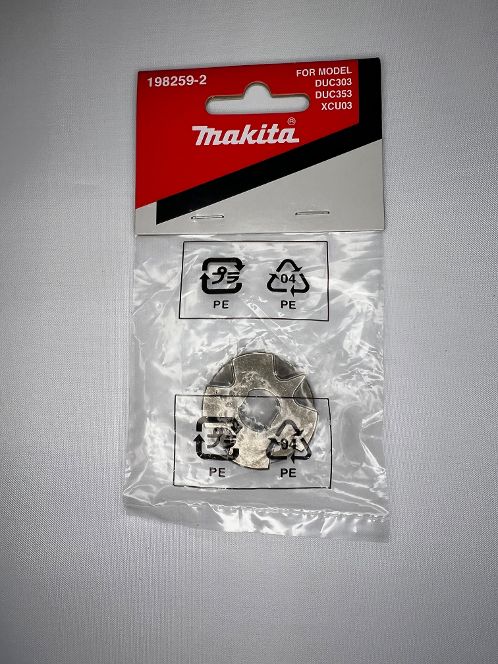 198259-2
FOR MODEL
DUC303
DUC353
XCU03
makita®
プラ
04
PE
PE
プラ
04
PE
PE